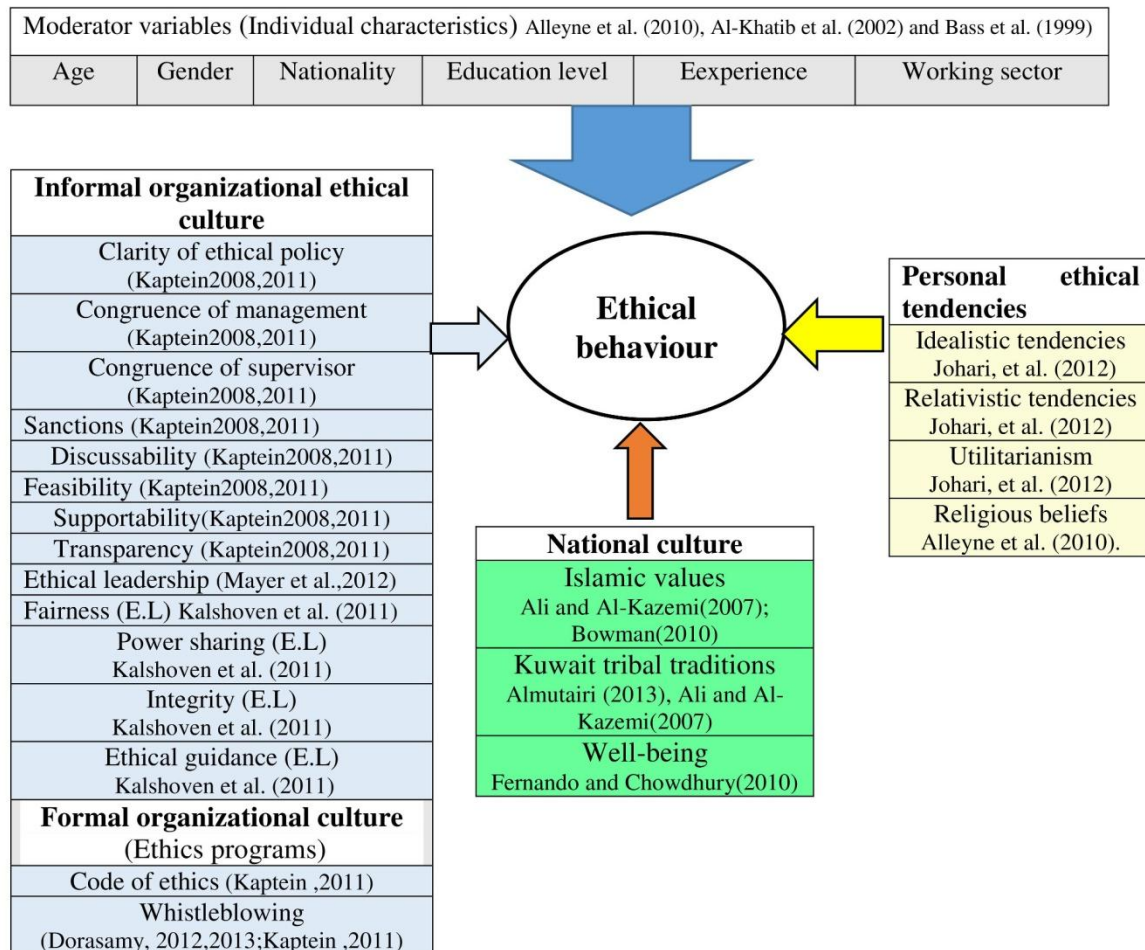 Moderator variables (Individual characteristics) Alleyne et al. (2010), Al-Khatib et al. (2002) and Bass et al. (1999)
Age Gender Nationality Education level Eexperience Working sector
Informal organizational ethical
culture
Clarity of ethical policy
(Kaptein2008,2011)
Congruence of management
(Kaptein2008,2011)
Congruence of supervisor
(Kaptein2008,2011)
Sanctions (Kaptein2008,2011)
Discussability (Kaptein2008,2011)
Feasibility (Kaptein2008,2011)
Supportability(Kaptein2008,2011)
Transparency (Kaptein2008,2011)
Ethical leadership (Mayer et al.,2012)
Fairness (E.L) Kalshoven et al. (2011)
Power sharing (E.L)
Kalshoven et al. (2011)
Integrity (E.L)
Kalshoven et al. (2011)
Ethical guidance (E.L)
Kalshoven et al. (2011)
Formal organizational culture
(Ethics programs)
Code of ethics (Kaptein ,2011)
Whistleblowing
(Dorasamy, 2012,2013;Kaptein ,2011)
Ethical
behaviour
National culture
Islamic values
Ali and Al-Kazemi(2007);
Bowman(2010)
Kuwait tribal traditions
Almutairi (2013), Ali and Al-
Kazemi(2007)
Well-being
Fernando and Chowdhury(2010)
Personal ethical
tendencies
Idealistic tendencies
Johari, et al. (2012)
Relativistic tendencies
Johari, et al. (2012)
Utilitarianism
Johari, et al. (2012)
Religious beliefs
Alleyne et al. (2010).